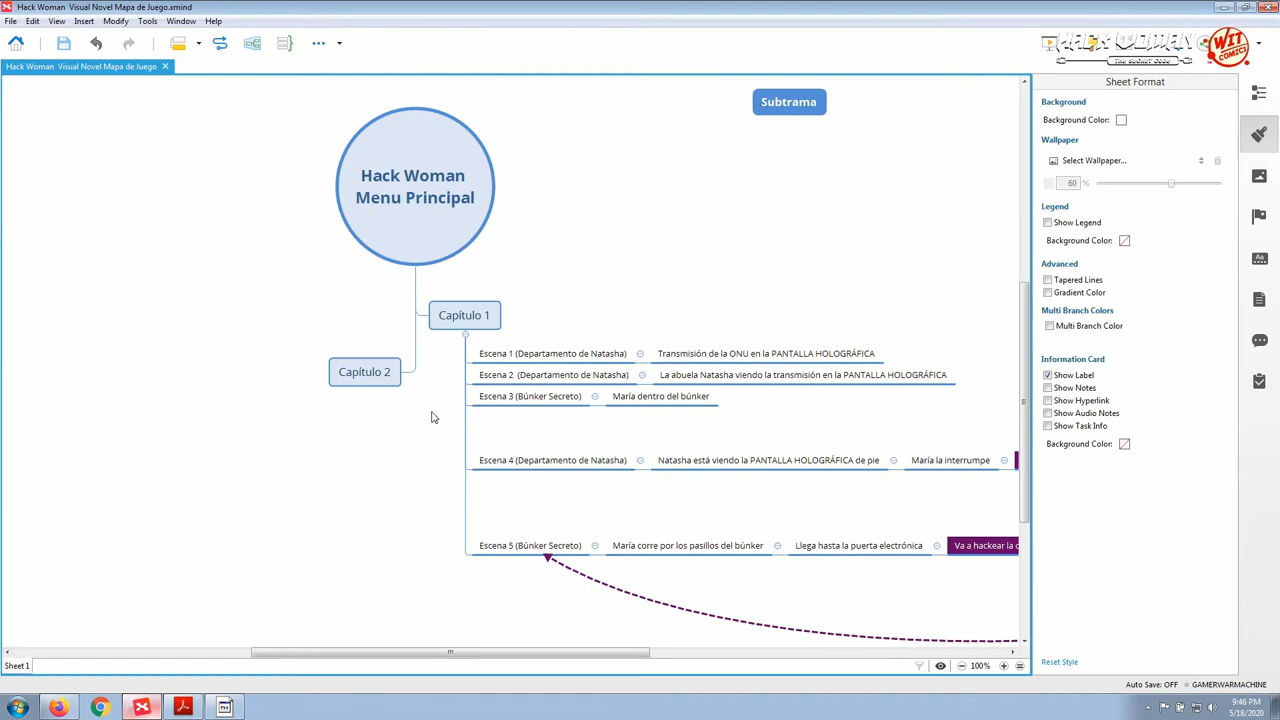 Hack Woman  Visual Novel Mapa de Juego.xmind
File Edit View Insert Modify Tools Window Help
HACK WOMAN
THE SECRET CODE
WIT COMICS
Hack Woman  Visual Novel Mapa de Juego
Sheet Format
Subtrama
Hack Woman
Menu Principal
Capítulo 1
Capítulo 2
Escena 1 (Departamento de Natasha) Transmisión de la ONU en la PANTALLA HOLOGRÁFICA
Escena 2  (Departamento de Natasha) La abuela Natasha viendo la transmisión en la PANTALLA HOLOGRÁFICA
Escena 3 (Búnker Secreto) María dentro del búnker
Escena 4 (Departamento de Natasha) Natasha está viendo la PANTALLA HOLOGRÁFICA de pie María la interrumpe
Escena 5 (Búnker Secreto) María corre por los pasillos del búnker Llega hasta la puerta electrónica Va a hackear la c
Background
Background Color:
Wallpaper
Select Wallpaper...
60 %
Legend
Show Legend
Background Color:
Advanced
Tapered Lines
Gradient Color
Multi Branch Colors
Multi Branch Color
Information Card
Show Label
Show Notes
Show Hyperlink
Show Audio Notes
Show Task Info
Background Color:
Reset Style
Sheet 1
100%
Auto Save: OFF GAMERWARMACHINE
9:46 PM
5/18/2020